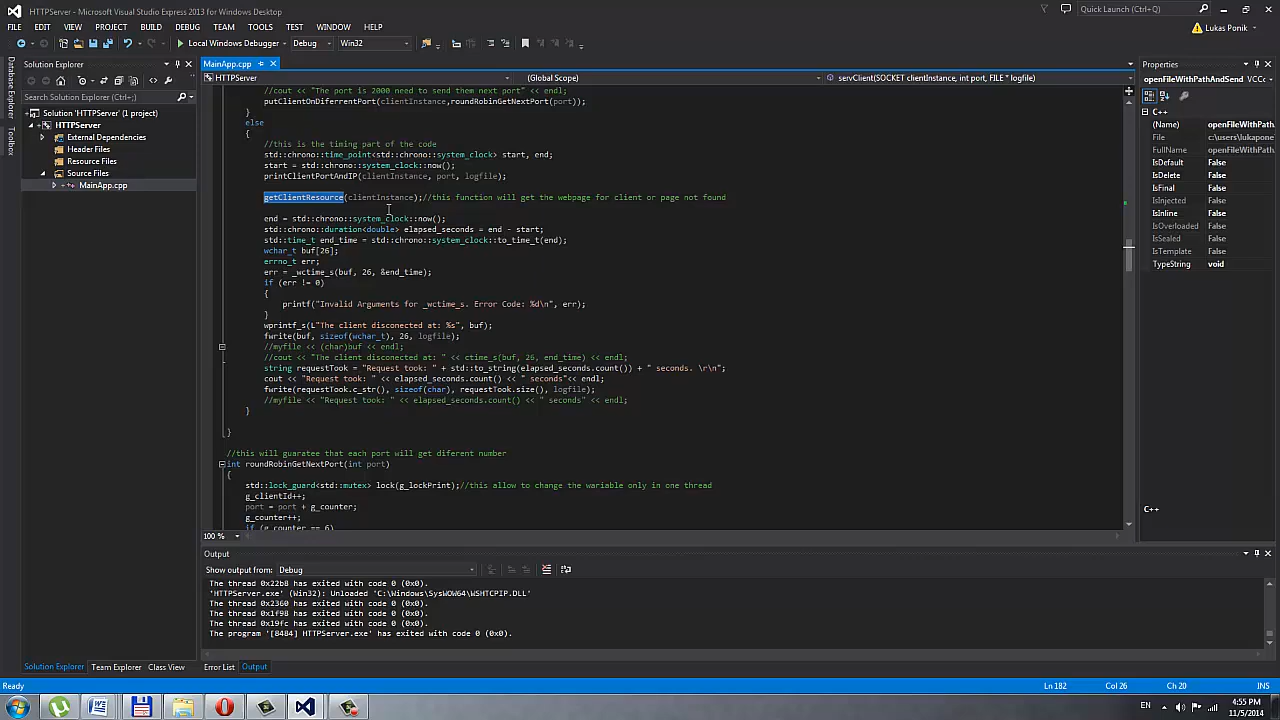 HTTPServer - Microsoft Visual Studio Express 2013 for Windows Desktop
Quick Launch (Ctrl+Q)
FILE EDIT VIEW PROJECT BUILD DEBUG TEAM TOOLS TEST WINDOW HELP
Lukas Ponik
Local Windows Debugger Debug Win32
Database Explorer
Toolbox
Solution Explorer
Search Solution Explorer (Ctrl+;)
Solution 'HTTPServer' (1 project)
HTTPServer
External Dependencies
Header Files
Resource Files
Source Files
MainApp.cpp
MainApp.cpp
HTTPServer (Global Scope) servClient(SOCKET clientInstance, int port, FILE * logfile)
//cout << "The port is 2000 need to send them next port" << endl;
putClientOnDiferrentPort(clientInstance,roundRobinGetNextPort(port));
}
else
{
//this is the timing part of the code
std::chrono::time_point<std::chrono::system_clock> start, end;
start = std::chrono::system_clock::now();
printClientPortAndIP(clientInstance, port, logfile);
getClientResource(clientInstance);//this function will get the webpage for client or page not found
end = std::chrono::system_clock::now();
std::chrono::duration<double> elapsed_seconds = end - start;
std::time_t end_time = std::chrono::system_clock::to_time_t(end);
wchar_t buf[26];
errno_t err;
err = _wctime_s(buf, 26, &end_time);
if (err != 0)
{
printf("Invalid Arguments for _wctime_s. Error Code: %d\n", err);
}
wprintf_s(L"The client disconected at: %s", buf);
fwrite(buf, sizeof(wchar_t), 26, logfile);
//myfile << (char)buf << endl;
//cout << "The client disconected at: " << ctime_s(buf, 26, end_time) << endl;
string requestTook = "Request took: " + std::to_string(elapsed_seconds.count()) + " seconds. \r\n";
cout << "Request took: " << elapsed_seconds.count() << " seconds"<< endl;
fwrite(requestTook.c_str(), sizeof(char), requestTook.size(), logfile);
//myfile << "Request took: " << elapsed_seconds.count() << " seconds" << endl;
}
}
//this will guaratee that each port will get diferent number
int roundRobinGetNextPort(int port)
{
std::lock_guard<std::mutex> lock(g_lockPrint);//this allow to change the wariable only in one thread
g_clientId++;
port = port + g_counter;
g_counter++;
if (g_counter == 6)
100 %
Properties
openFileWithPathAndSend VCCo
C++
(Name) openFileWithPath
File c:\users\lukapone
FullName openFileWithPath
IsDefault False
IsDelete False
IsFinal False
IsInjected False
IsInline False
IsOverloaded False
IsSealed False
IsTemplate False
TypeString void
C++
Output
Show output from: Debug
The thread 0x22b8 has exited with code 0 (0x0).
'HTTPServer.exe' (Win32): Unloaded 'C:\Windows\SysWOW64\WSHTCPIP.DLL'
The thread 0x2360 has exited with code 0 (0x0).
The thread 0x1f98 has exited with code 0 (0x0).
The thread 0x19fc has exited with code 0 (0x0).
The program '[8484] HTTPServer.exe' has exited with code 0 (0x0).
Solution Explorer Team Explorer Class View
Error List Output
Ready Ln 182 Col 26 Ch 20 INS
EN 4:55 PM
11/5/2014